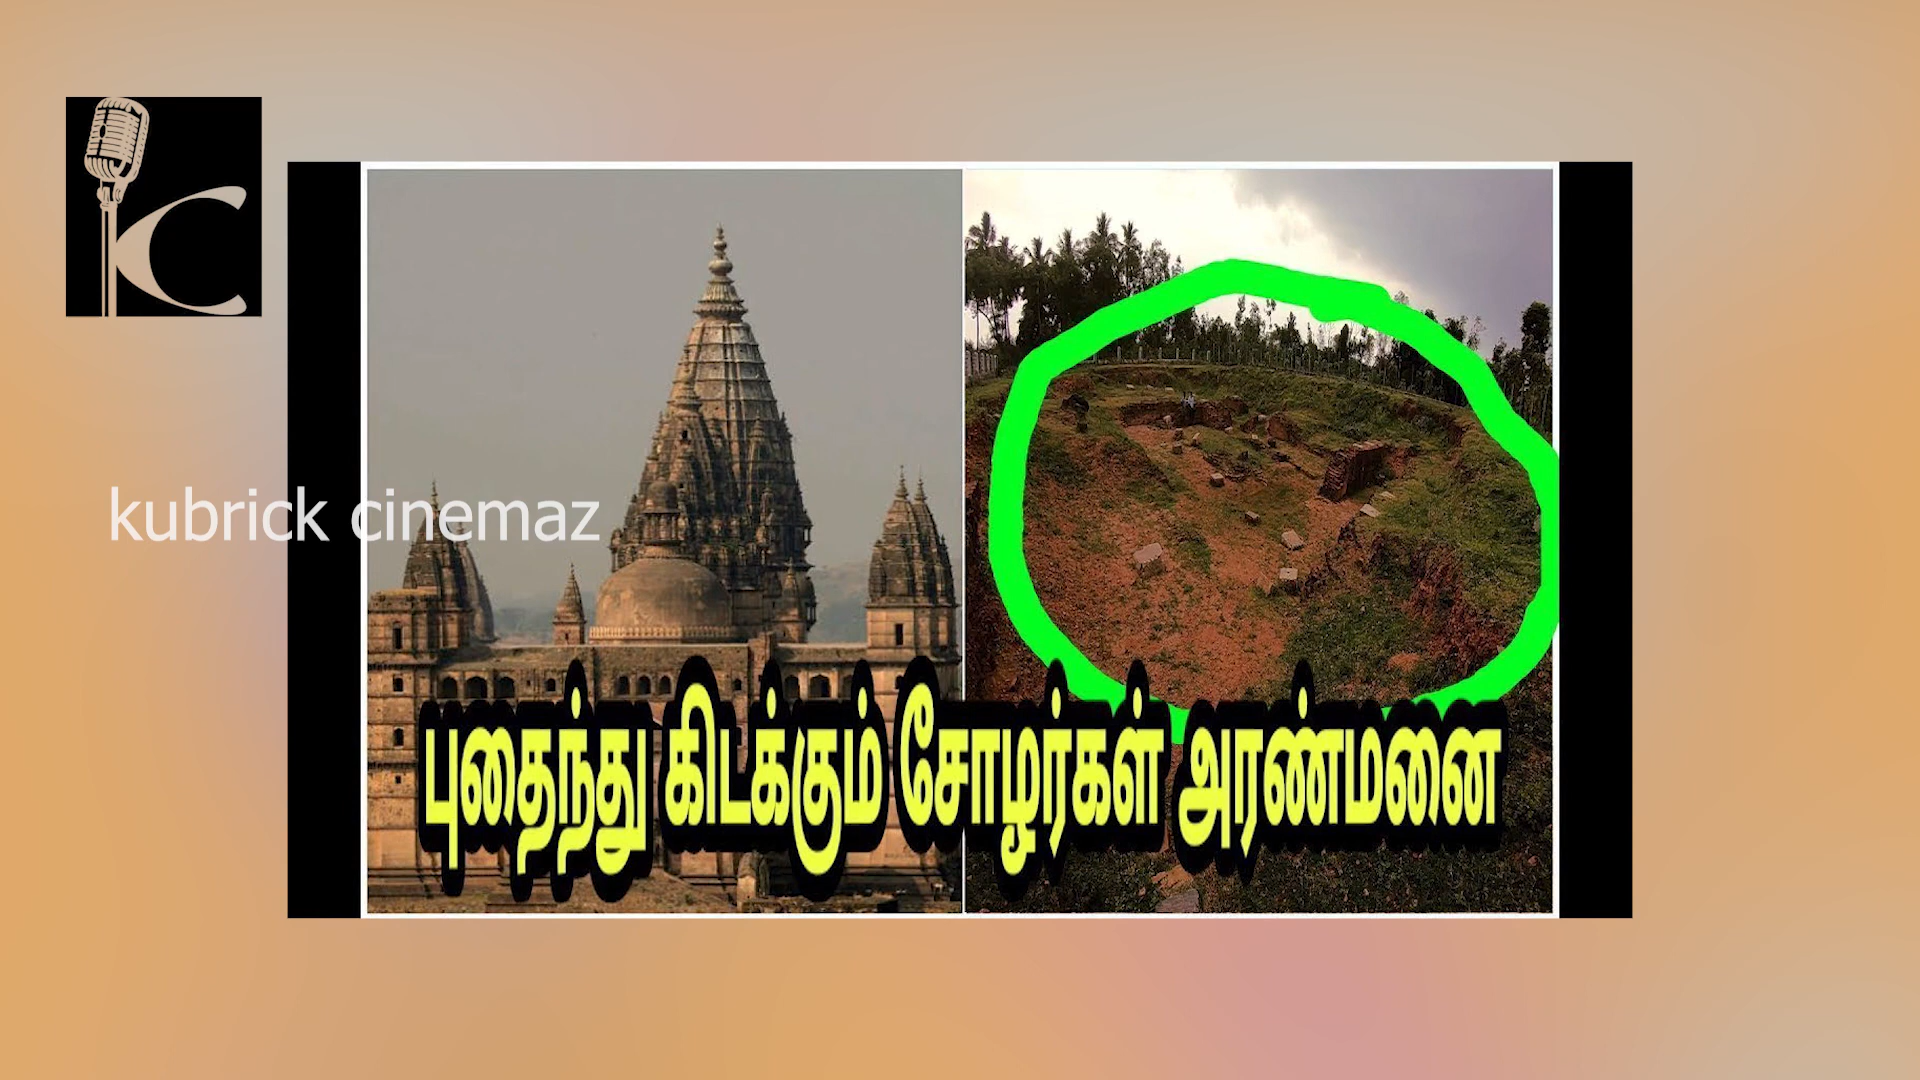 kubrick cinemaz
புதைந்து கிடக்கும் சோழர்கள் அரண்மனை